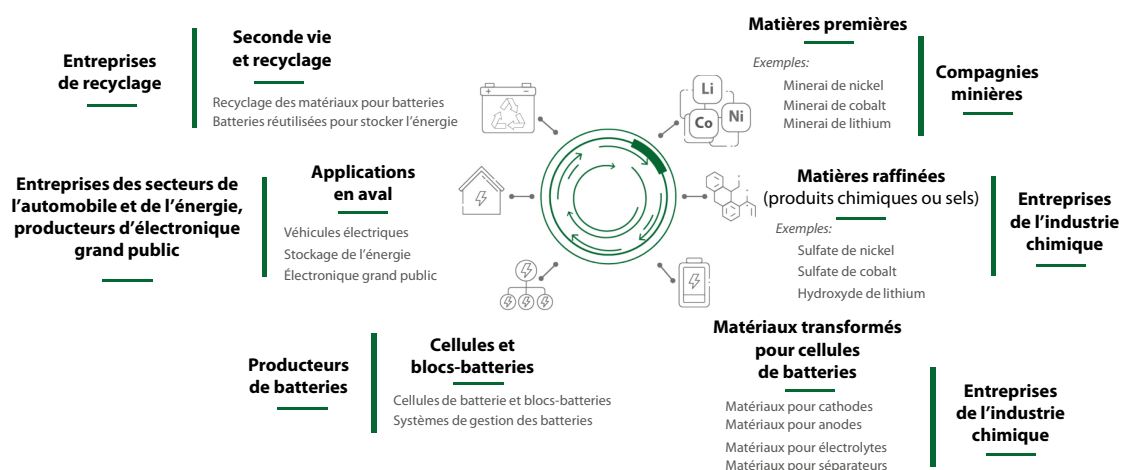 Matières premières
Exemples:
Minerai de nickel
Minerai de cobalt
Minerai de lithium
Compagnies
minières
Li
Co
Ni
Matières raffinées
(produits chimiques ou sels)
Exemples:
Sulfate de nickel
Sulfate de cobalt
Hydroxyde de lithium
Entreprises
de l’industrie
chimique
Matériaux transformés
pour cellules
de batteries
Matériaux pour cathodes
Matériaux pour anodes
Matériaux pour électrolytes
Matériaux pour séparateurs
Entreprises
de l’industrie
chimique
Cellules et
blocs-batteries
Cellules de batterie et blocs-batteries
Systèmes de gestion des batteries
Producteurs
de batteries
Applications
en aval
Véhicules électriques
Stockage de l’énergie
Électronique grand public
Entreprises des secteurs de
l’automobile et de l’énergie,
producteurs d’électronique
grand public
Seconde vie
et recyclage
Recyclage des matériaux pour batteries
Batteries réutilisées pour stocker l’énergie
Entreprises
de recyclage